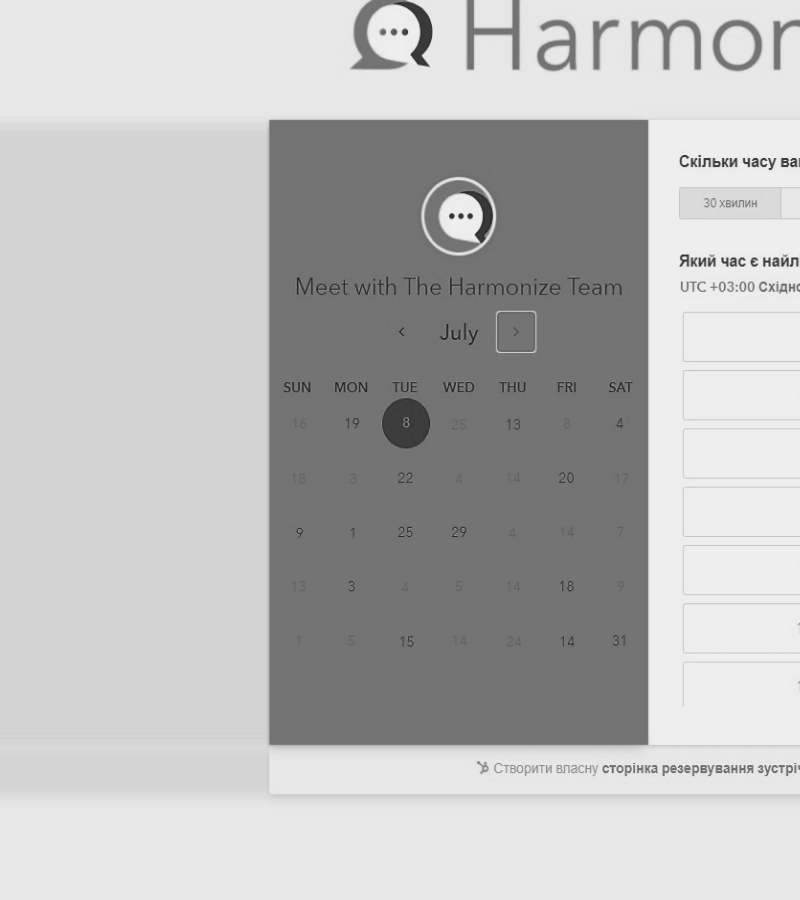 Harmon
Meet with The Harmonize Team
July
SUN MON TUE WED THU FRI SAT
16 19 8 25 13 8 4
18 3 22 4 14 20 17
9 1 25 29 4 14 7
13 3 4 5 14 18 9
1 5 15 14 24 14 31
Скільки часу ва
30 хвилин
Який час є найл
UTC +03:00 Східно
Створити власну сторінка резервування зустріч